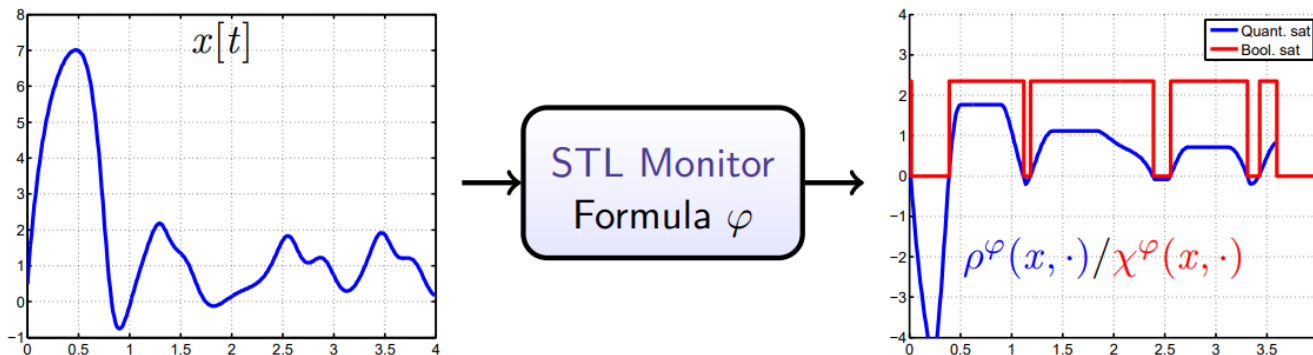 x[t]
8
7
6
5
4
3
2
1
0
−1
0 0.5 1 1.5 2 2.5 3 3.5 4
STL Monitor
Formula φ
Quant. sat
Bool. sat
4
3
2
1
0
−1
−2
−3
−4
ρ^φ(x, ·)/χ^φ(x, ·)
0 0.5 1 1.5 2 2.5 3 3.5